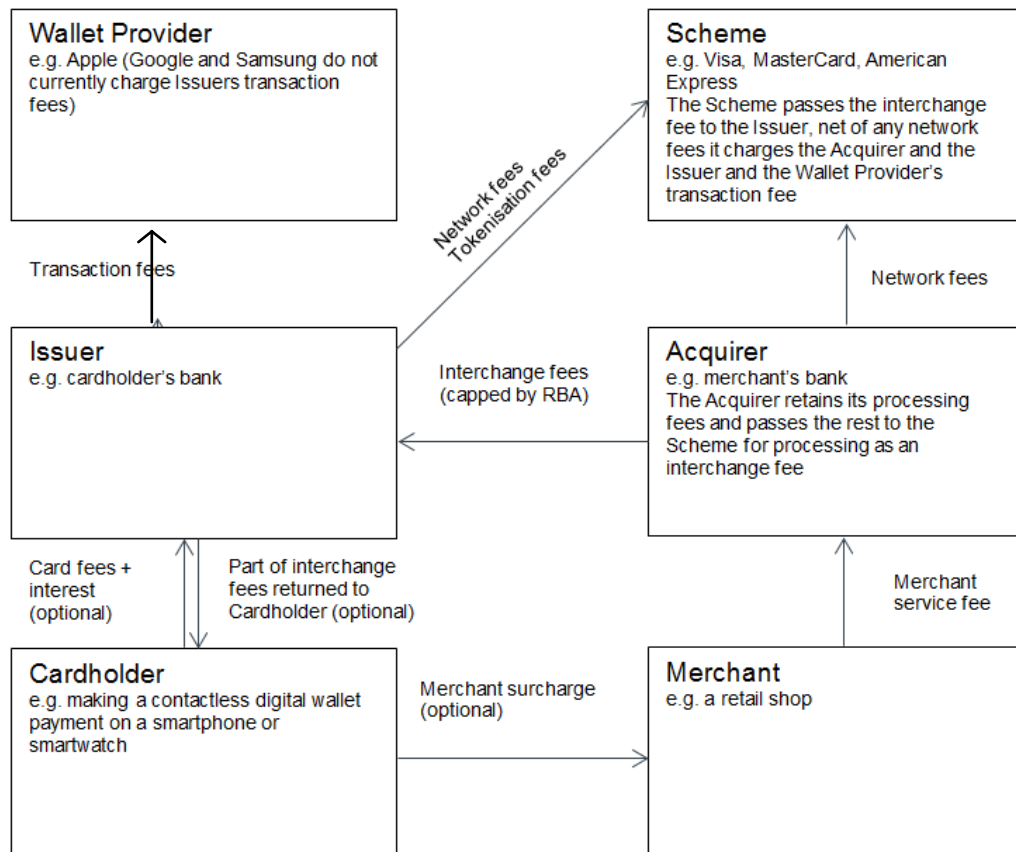 Wallet Provider
e.g. Apple (Google and Samsung do not
currently charge Issuers transaction
fees)
Scheme
e.g. Visa, MasterCard, American
Express
The Scheme passes the interchange
fee to the Issuer, net of any network
fees it charges the Acquirer and the
Issuer and the Wallet Provider's
transaction fee
Network fees
Tokenisation fees
Transaction fees
Network fees
Issuer
e.g. cardholder's bank
Interchange fees
(capped by RBA)
Acquirer
e.g. merchant's bank
The Acquirer retains its processing
fees and passes the rest to the
Scheme for processing as an
interchange fee
Card fees +
interest
(optional)
Part of interchange
fees returned to
Cardholder (optional)
Merchant
service fee
Cardholder
e.g. making a contactless digital wallet
payment on a smartphone or
smartwatch
Merchant surcharge
(optional)
Merchant
e.g. a retail shop